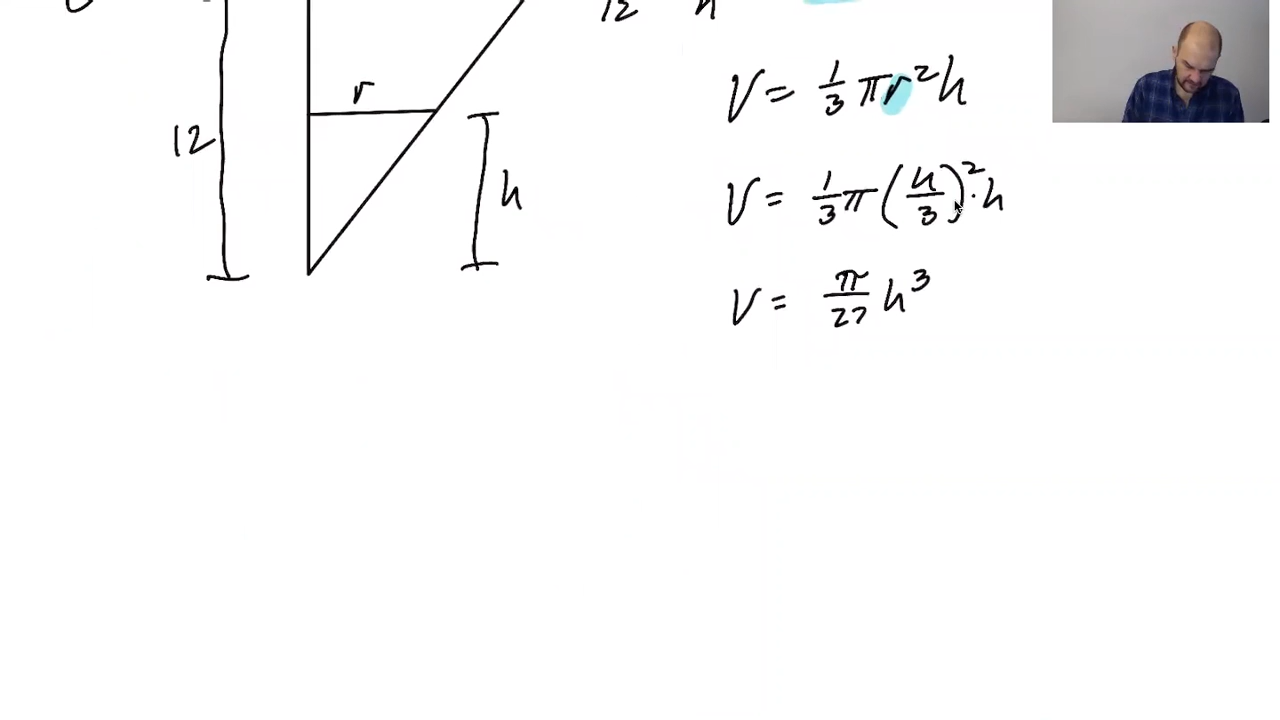 12
r
12
h
V = 1/3 πr²h
V = 1/3 π(h/3)²·h
V = π/27 h³